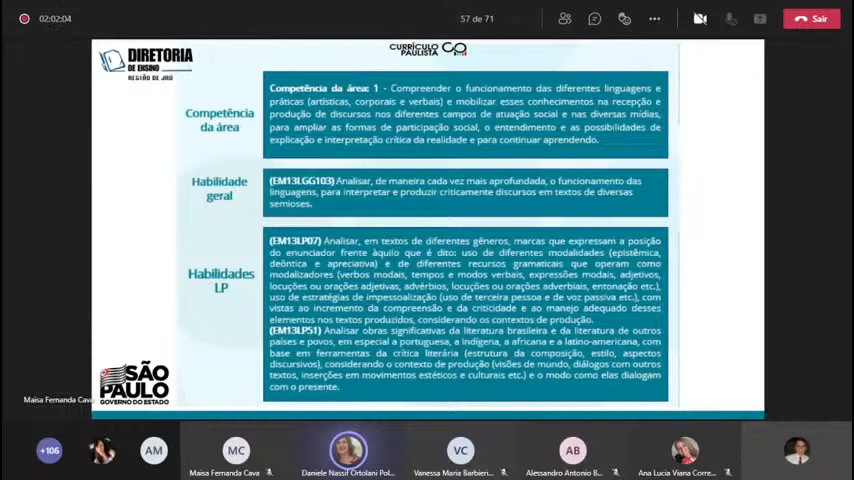 02:02:04
57 de 71
Sair
DIRETORIA
DE ENSINO
REGIÃO DE JAÚ
CURRÍCULO
PAULISTA
Competência
da área
Competência da área: 1 - Compreender o funcionamento das diferentes linguagens e
práticas (artísticas, corporais e verbais) e mobilizar esses conhecimentos na recepção e
produção de discursos nos diferentes campos de atuação social e nas diversas mídias,
para ampliar as formas de participação social, o entendimento e as possibilidades de
explicação e interpretação crítica da realidade e para continuar aprendendo.
Habilidade
geral
(EM13LGG103) Analisar, de maneira cada vez mais aprofundada, o funcionamento das
linguagens, para interpretar e produzir criticamente discursos em textos de diversas
semioses.
Habilidades
LP
(EM13LP07) Analisar, em textos de diferentes gêneros, marcas que expressam a posição
do enunciador frente àquilo que é dito: uso de diferentes modalidades (epistêmica,
deôntica e apreciativa) e de diferentes recursos gramaticais que operam como
modalizadores (verbos modais, tempos e modos verbais, expressões modais, adjetivos,
locuções ou orações adjetivas, advérbios, locuções ou orações adverbiais, entonação etc.),
uso de estratégias de impessoalização (uso de terceira pessoa e de voz passiva etc.), com
vistas ao incremento da compreensão e da criticidade e ao manejo adequado desses
elementos nos textos produzidos, considerando os contextos de produção.
(EM13LP51) Analisar obras significativas da literatura brasileira e da literatura de outros
países e povos, em especial a portuguesa, a indígena, a africana e a latino-americana, com
base em ferramentas da crítica literária (estrutura da composição, estilo, aspectos
discursivos), considerando o contexto de produção (visões de mundo, diálogos com outros
textos, inserções em movimentos estéticos e culturais etc.) e o modo como elas dialogam
com o presente.
SÃO
PAULO
GOVERNO DO ESTADO
Maisa Fernanda Cava
+106
AM
MC
VC
AB
Maisa Fernanda Cava
Daniele Nassif Ortolani Pol...
Vanessa Maria Barbieri...
Alessandro Antonio B...
Ana Lucia Viana Corre...